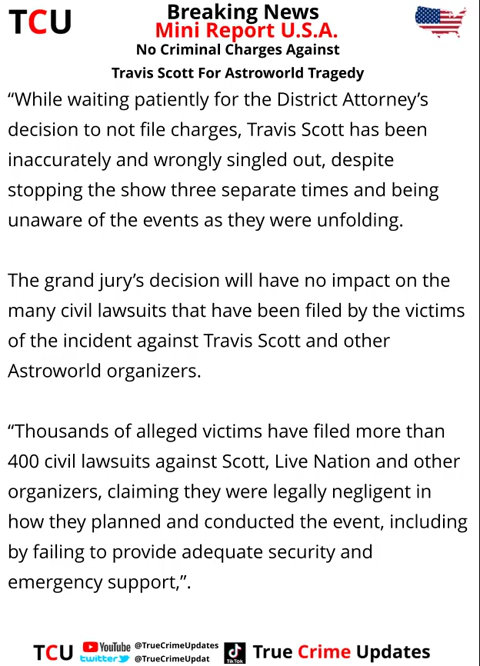 TCU
Breaking News
Mini Report U.S.A.
No Criminal Charges Against
Travis Scott For Astroworld Tragedy
“While waiting patiently for the District Attorney’s
decision to not file charges, Travis Scott has been
inaccurately and wrongly singled out, despite
stopping the show three separate times and being
unaware of the events as they were unfolding.
The grand jury’s decision will have no impact on the
many civil lawsuits that have been filed by the victims
of the incident against Travis Scott and other
Astroworld organizers.
“Thousands of alleged victims have filed more than
400 civil lawsuits against Scott, Live Nation and other
organizers, claiming they were legally negligent in
how they planned and conducted the event, including
by failing to provide adequate security and
emergency support,”.
TCU
YouTube @TrueCrimeUpdates
twitter @TrueCrimeUpdat
TikTok
True Crime Updates